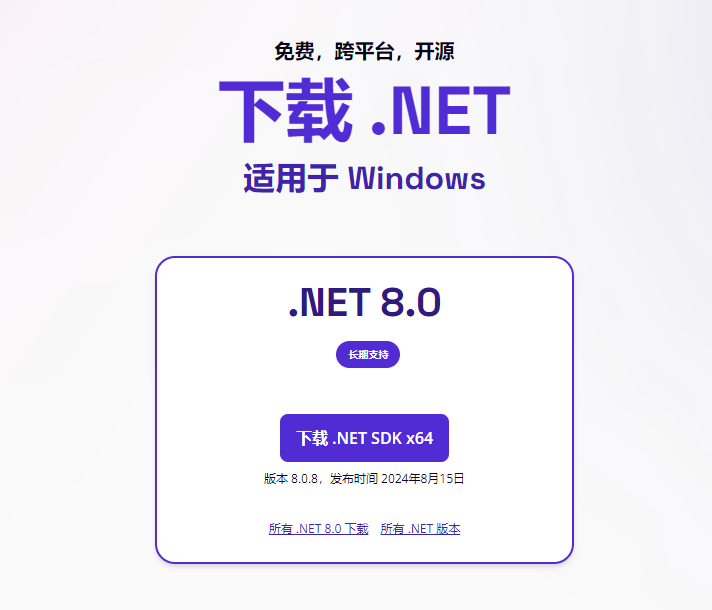 免费，跨平台，开源
下载 .NET
适用于 Windows
.NET 8.0
长期支持
下载 .NET SDK x64
版本 8.0.8，发布时间 2024年8月15日
所有 .NET 8.0 下载 所有 .NET 版本